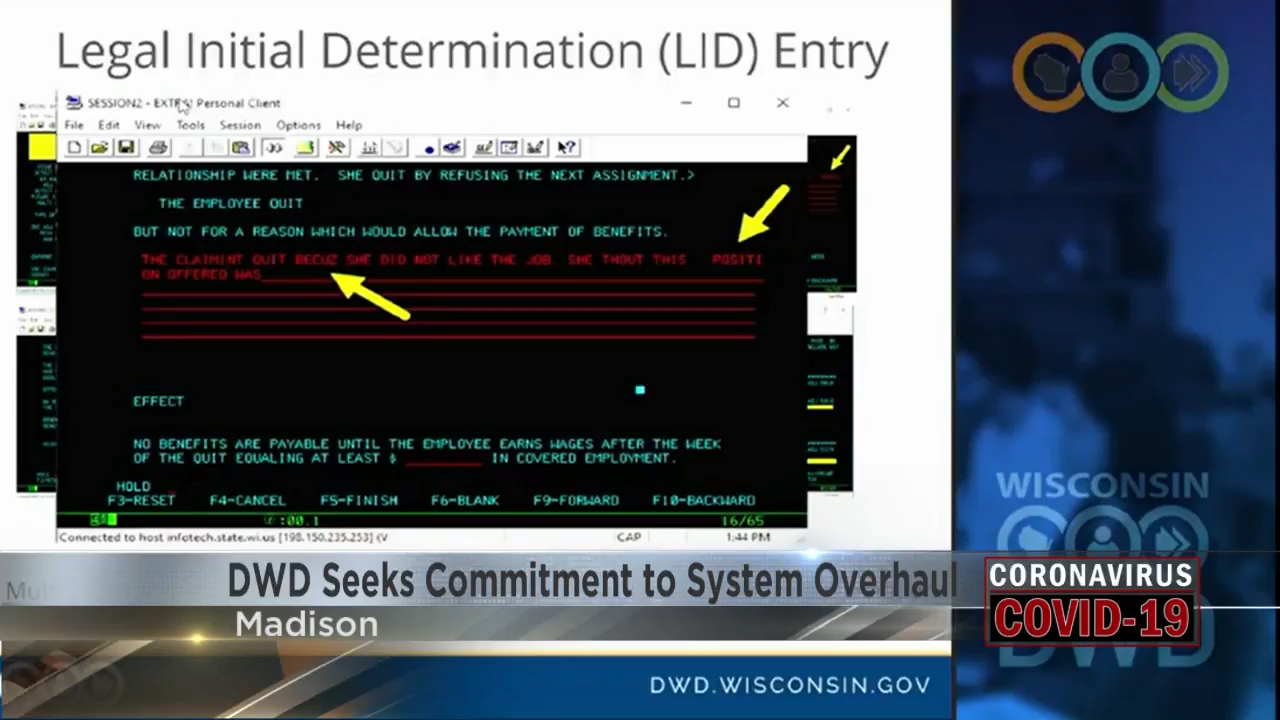 Legal Initial Determination (LID) Entry
SESSION2 - EXTRA! Personal Client
File Edit View Tools Session Options Help
RELATIONSHIP WERE MET. SHE QUIT BY REFUSING THE NEXT ASSIGNMENT.>
THE EMPLOYEE QUIT
BUT NOT FOR A REASON WHICH WOULD ALLOW THE PAYMENT OF BENEFITS.
THE CLAIMINT QUIT BECUZ SHE DID NOT LIKE THE JOB. SHE THOUT THIS POSITI
ON OFFERED WAS
EFFECT
NO BENEFITS ARE PAYABLE UNTIL THE EMPLOYEE EARNS WAGES AFTER THE WEEK
OF THE QUIT EQUALING AT LEAST $ IN COVERED EMPLOYMENT.
HOLD
F3-RESET F4-CANCEL F5-FINISH F6-BLANK F9-FORWARD F10-BACKWARD
:00.1 16/65
Connected to host infotech.state.wi.us [198.150.235.253] (V CAP 1:44 PM
WISCONSIN
DWD Seeks Commitment to System Overhaul
Madison
CORONAVIRUS
COVID-19
DWD
DWD.WISCONSIN.GOV